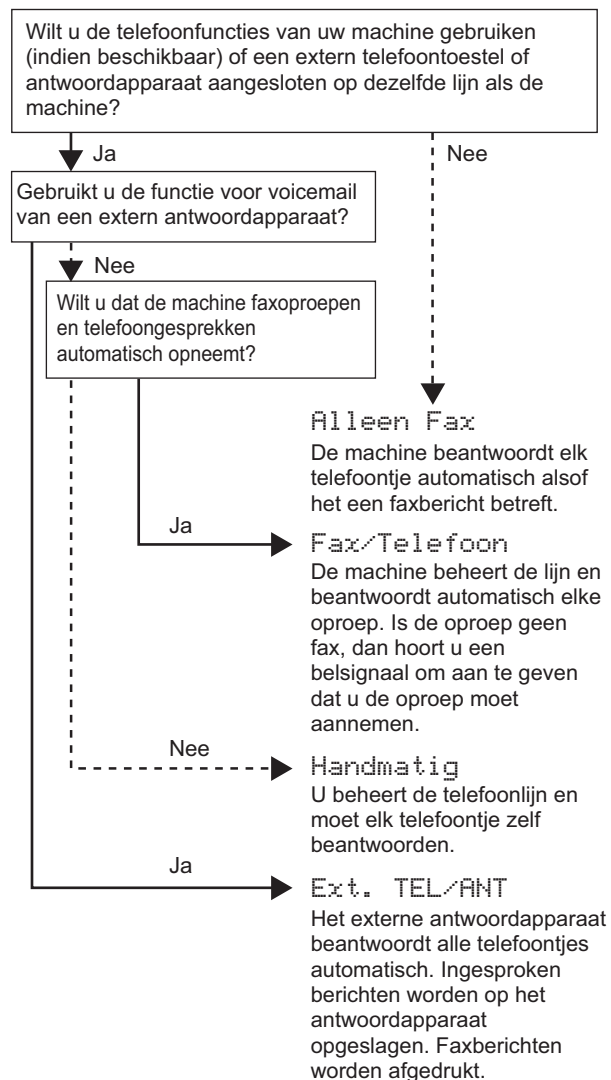 Wilt u de telefoonfuncties van uw machine gebruiken
(indien beschikbaar) of een extern telefoontoestel of
antwoordapparaat aangesloten op dezelfde lijn als de
machine?
Ja
Nee
Gebruikt u de functie voor voicemail
van een extern antwoordapparaat?
Nee
Wilt u dat de machine faxoproepen
en telefoongesprekken
automatisch opneemt?
Alleen Fax
De machine beantwoordt elk
telefoontje automatisch alsof
het een faxbericht betreft.
Ja
Fax/Telefoon
De machine beheert de lijn en
beantwoordt automatisch elke
oproep. Is de oproep geen
fax, dan hoort u een
belsignaal om aan te geven
dat u de oproep moet
aannemen.
Nee
Handmatig
U beheert de telefoonlijn en
moet elk telefoontje zelf
beantwoorden.
Ja
Ext. TEL/ANT
Het externe antwoordapparaat
beantwoordt alle telefoontjes
automatisch. Ingesproken
berichten worden op het
antwoordapparaat
opgeslagen. Faxberichten
worden afgedrukt.